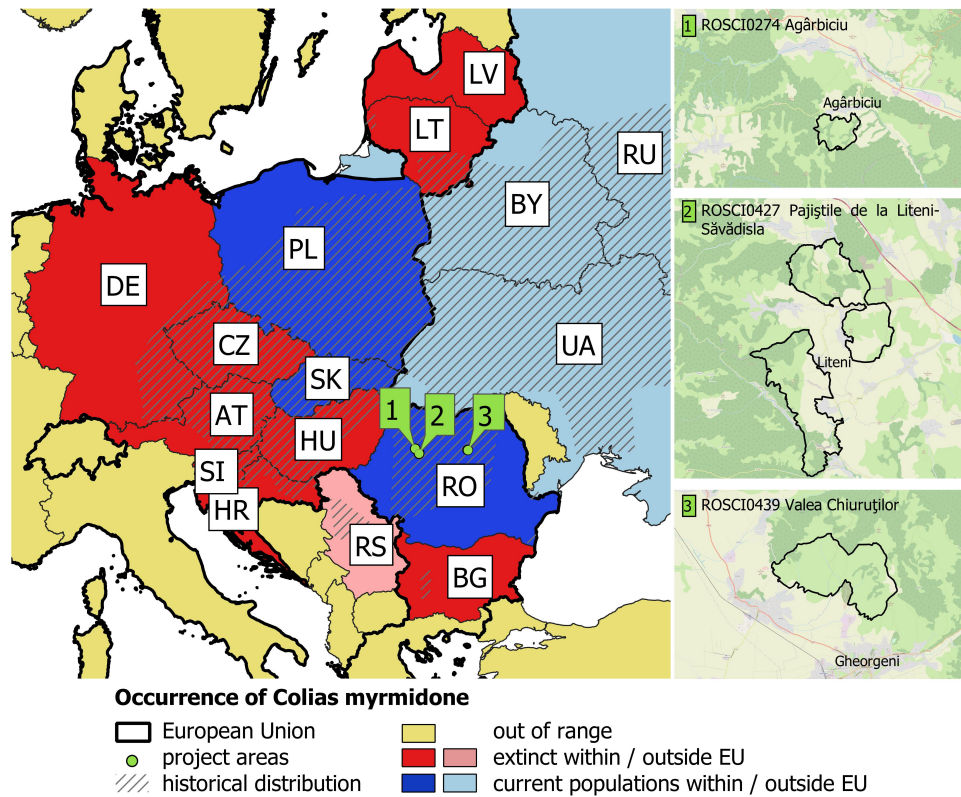 LV
LT
RU
BY
PL
DE
UA
CZ
SK
AT
HU
1
2
3
SI
HR
RO
RS
BG
1 ROSCI0274 Agârbiciu
Agârbiciu
2 ROSCI0427 Pajiştile de la Liteni-
Săvădisla
Liteni
3 ROSCI0439 Valea Chiuruţilor
Gheorgeni
Occurrence of Colias myrmidone
European Union
project areas
historical distribution
out of range
extinct within / outside EU
current populations within / outside EU